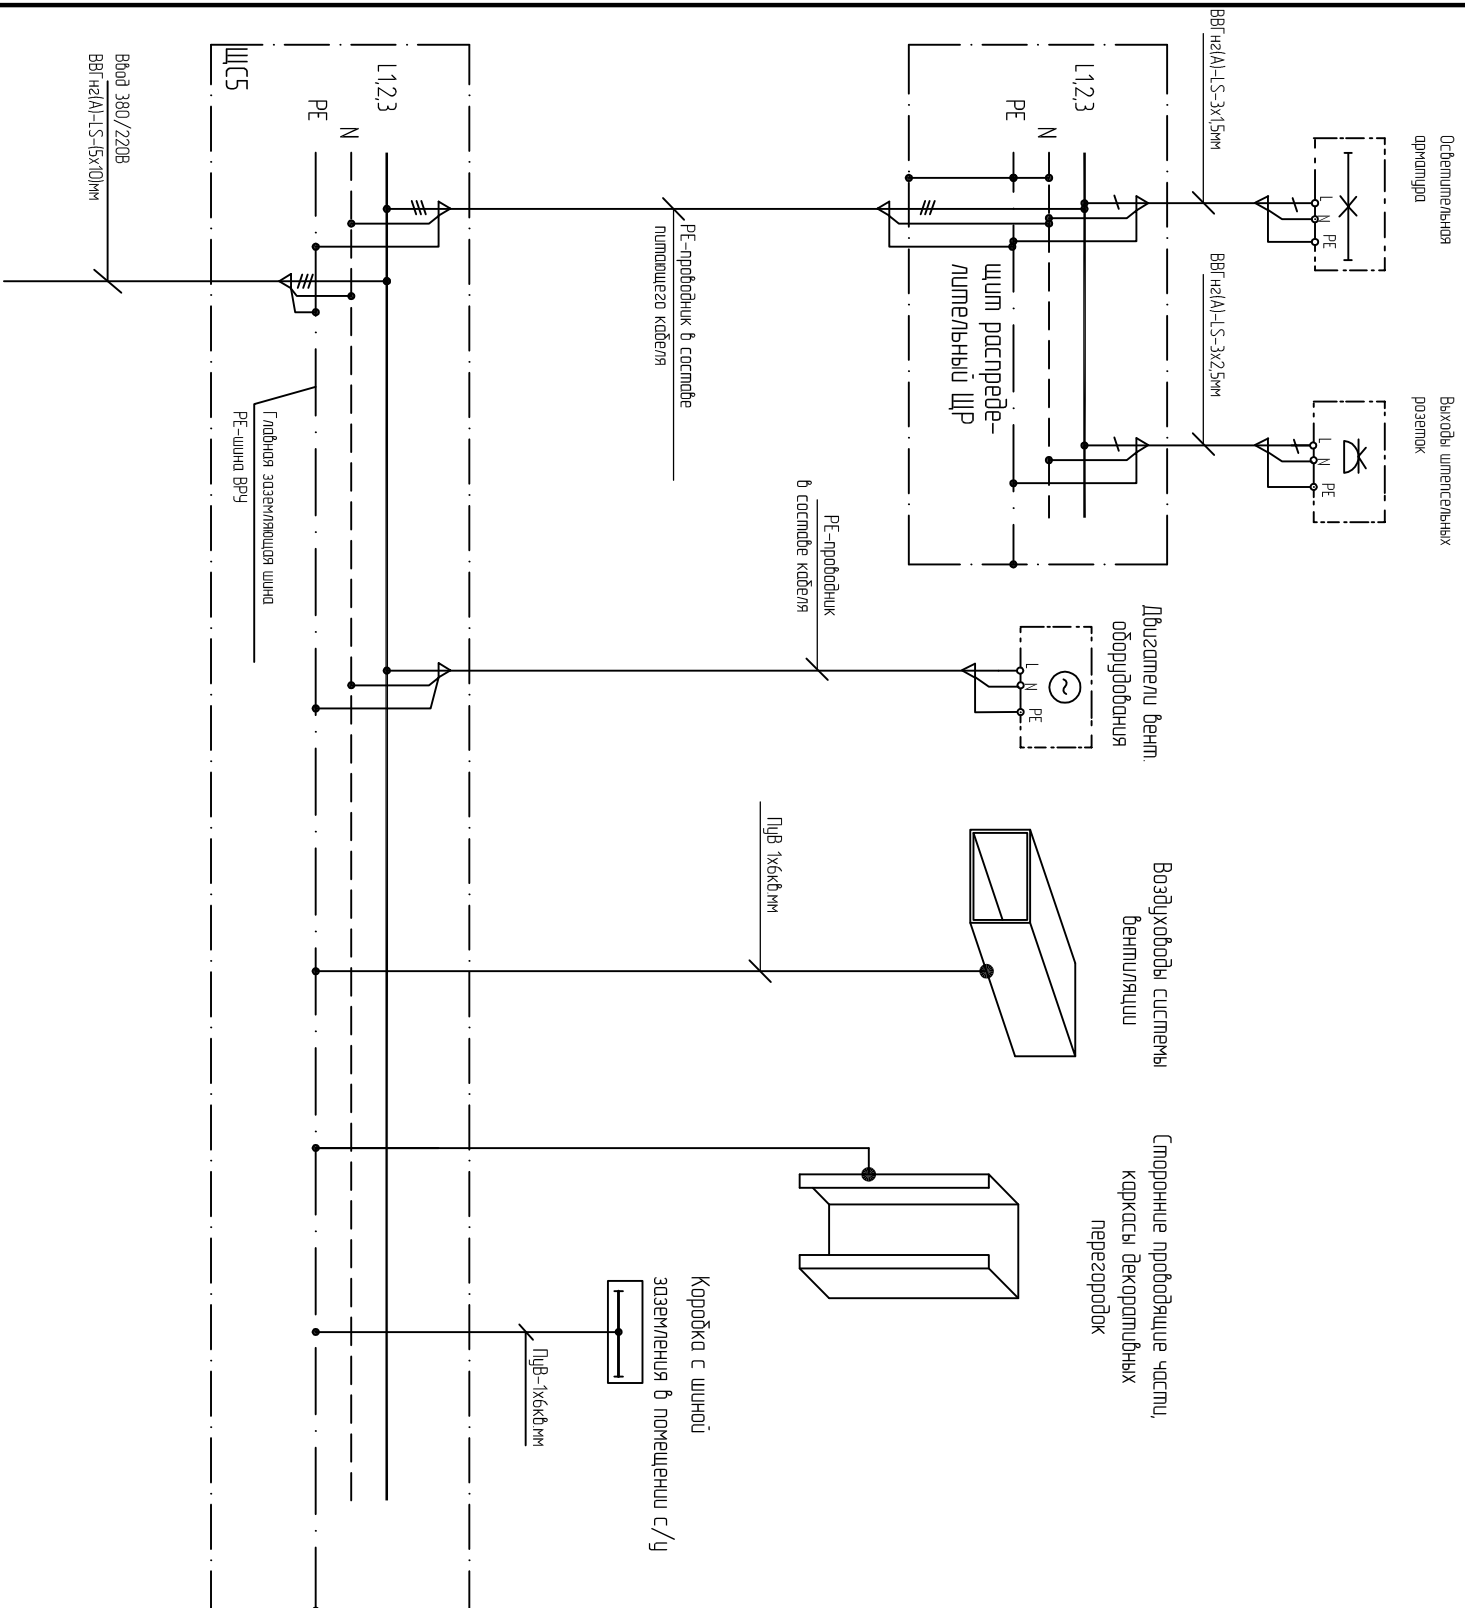 Осветительная
арматура
L
N
PE
ВВГнг(А)-LS-3х1,5мм
Выходы штепсельных
розеток
L
N
PE
ВВГнг(А)-LS-3х2,5мм
L1,2,3
N
PE
щит распреде-
лительный ЩР
PE-проводник в составе
питающего кабеля
Двигатели вент.
оборудования
L
N
PE
PE-проводник
в составе кабеля
Воздуховоды системы
вентиляции
ПуВ 1х6кв.мм
Сторонние проводящие части,
каркасы декоративных
перегородок
Коробка с шиной
заземления в помещении с/у
ПуВ-1х6кв.мм
L1,2,3
N
PE
ЩС5
Главная заземляющая шина
PE-шина ВРУ
Ввод 380/220В
ВВГнг(А)-LS-(5х10)мм